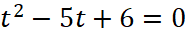 t² − 5t + 6 = 0